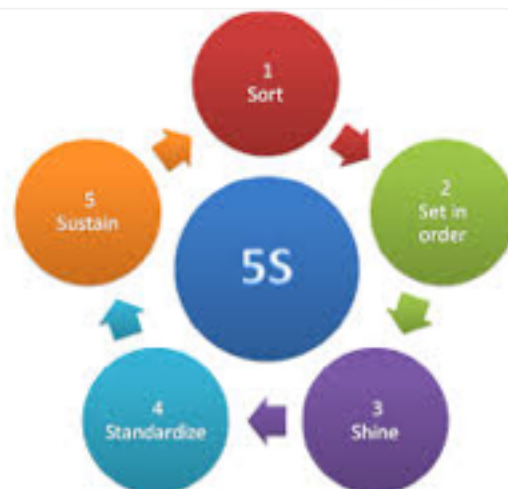 1
Sort
2
Set in
order
3
Shine
4
Standardize
5
Sustain
5S